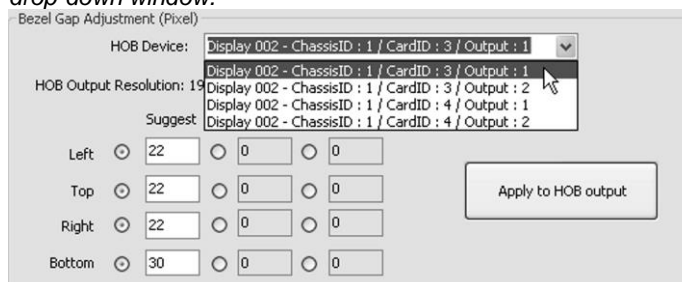 drop-down window.
Bezel Gap Adjustment (Pixel)
HOB Device: Display 002 - ChassisID : 1 / CardID : 3 / Output : 1
Display 002 - ChassisID : 1 / CardID : 3 / Output : 1
HOB Output Resolution: 19
Display 002 - ChassisID : 1 / CardID : 3 / Output : 2
Display 002 - ChassisID : 1 / CardID : 4 / Output : 1
Suggest
Display 002 - ChassisID : 1 / CardID : 4 / Output : 2
Left 22 0 0
Top 22 0 0
Apply to HOB output
Right 22 0 0
Bottom 30 0 0